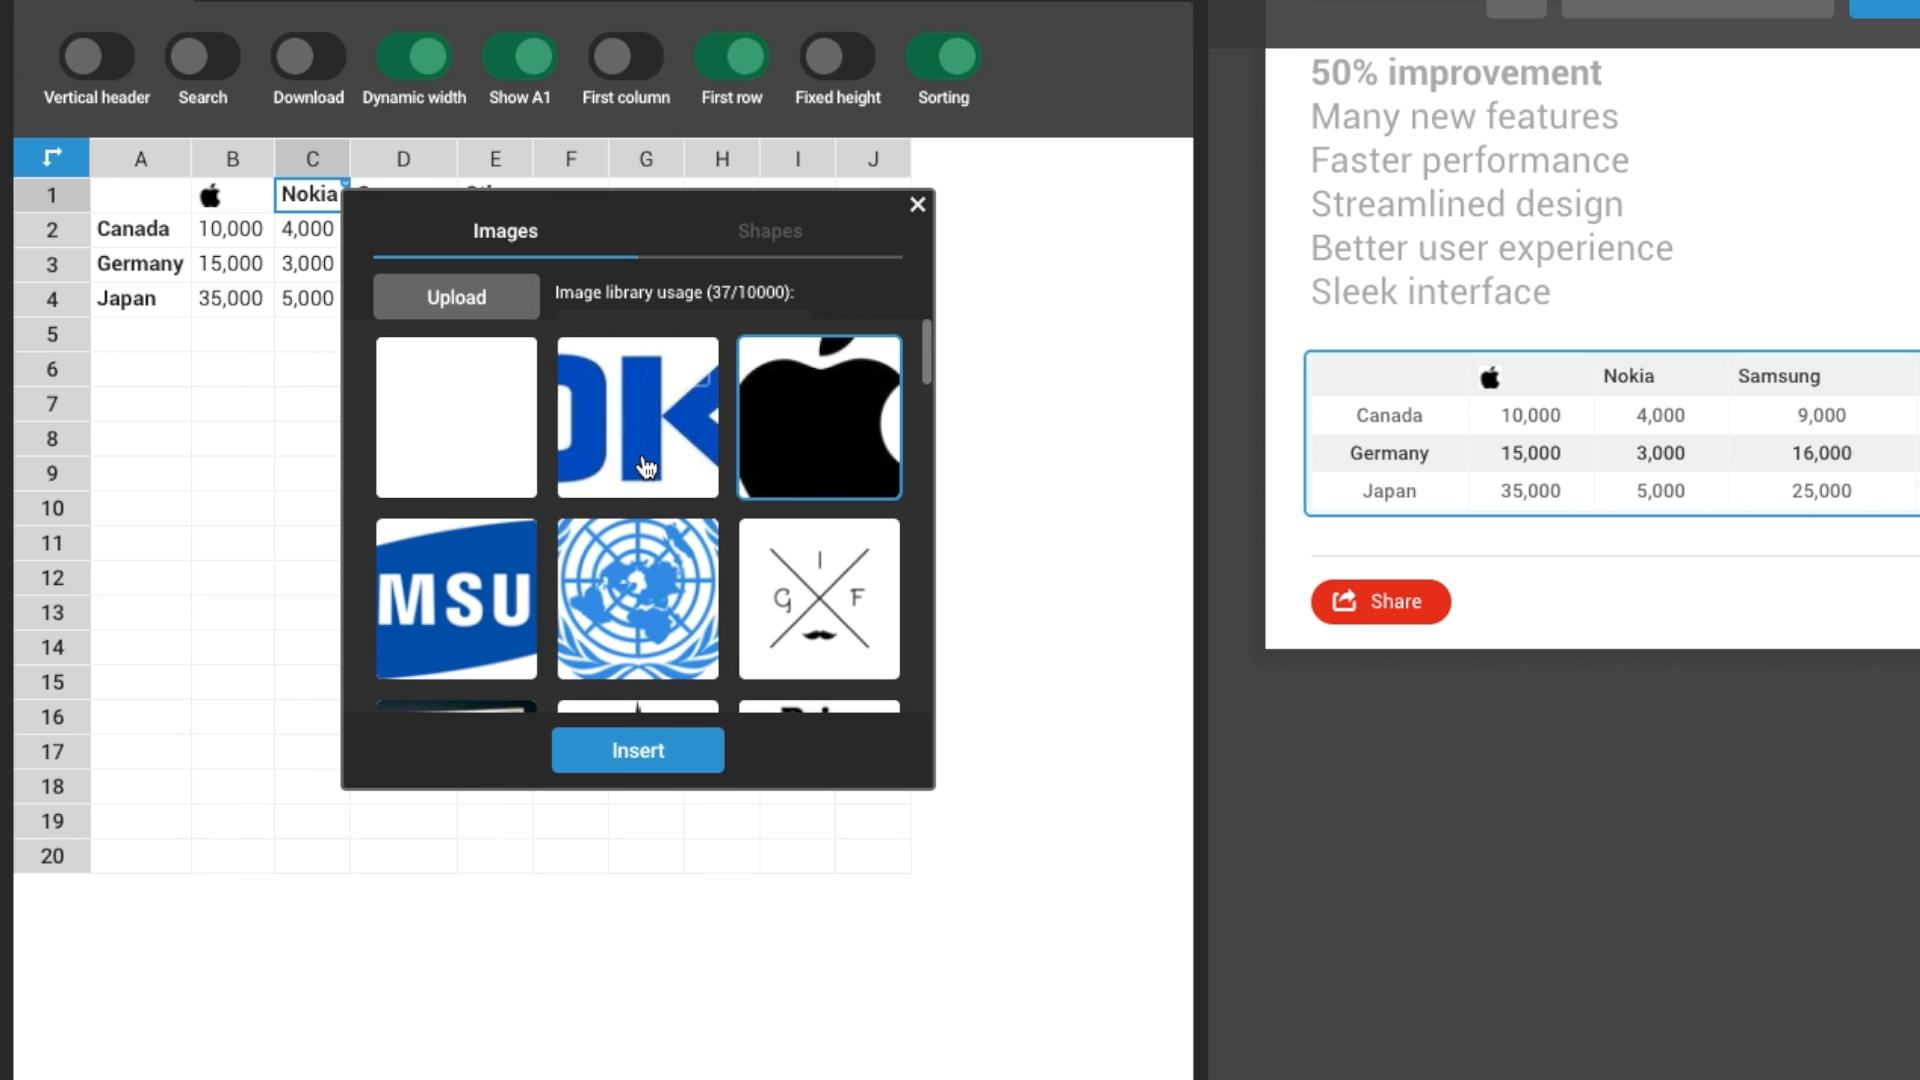 Vertical header Search Download Dynamic width Show A1 First column First row Fixed height Sorting
A B C D E F G H I J
1 Nokia
2 Canada 10,000 4,000
3 Germany 15,000 3,000
4 Japan 35,000 5,000
5
6
7
8
9
10
11
12
13
14
15
16
17
18
19
20
Images Shapes
Upload Image library usage (37/10000):
OK
MSU
I
G F
Insert
50% improvement
Many new features
Faster performance
Streamlined design
Better user experience
Sleek interface
Nokia Samsung
Canada 10,000 4,000 9,000
Germany 15,000 3,000 16,000
Japan 35,000 5,000 25,000
Share